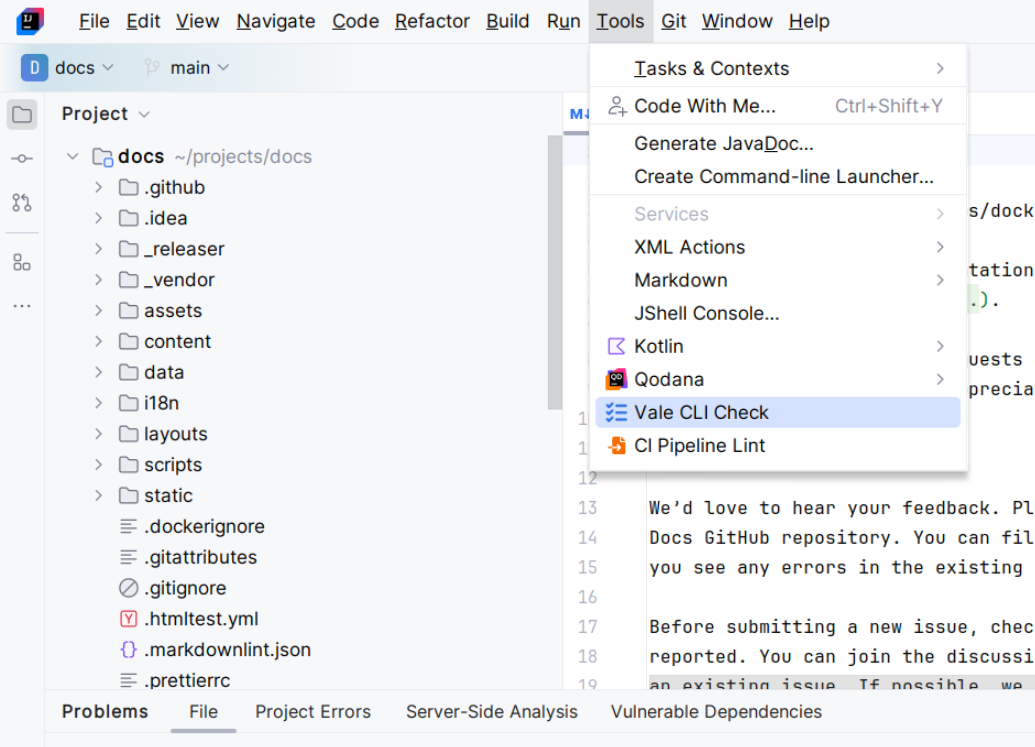 File Edit View Navigate Code Refactor Build Run Tools Git Window Help
D docs main
Project
docs ~/projects/docs
.github
.idea
_releaser
_vendor
assets
content
data
i18n
layouts
scripts
static
.dockerignore
.gitattributes
.gitignore
.htmltest.yml
.markdownlint.json
.prettierrc
Tasks & Contexts
Code With Me... Ctrl+Shift+Y
Generate JavaDoc...
Create Command-line Launcher...
Services
XML Actions
Markdown
JShell Console...
Kotlin
Qodana
Vale CLI Check
CI Pipeline Lint
M↓
s/dock
tation
.).
uests
precia
12
13 We’d love to hear your feedback. Pl
14 Docs GitHub repository. You can fil
15 you see any errors in the existing
16
17 Before submitting a new issue, chec
18 reported. You can join the discussi
19 an existing issue. If possible, we
Problems File Project Errors Server-Side Analysis Vulnerable Dependencies